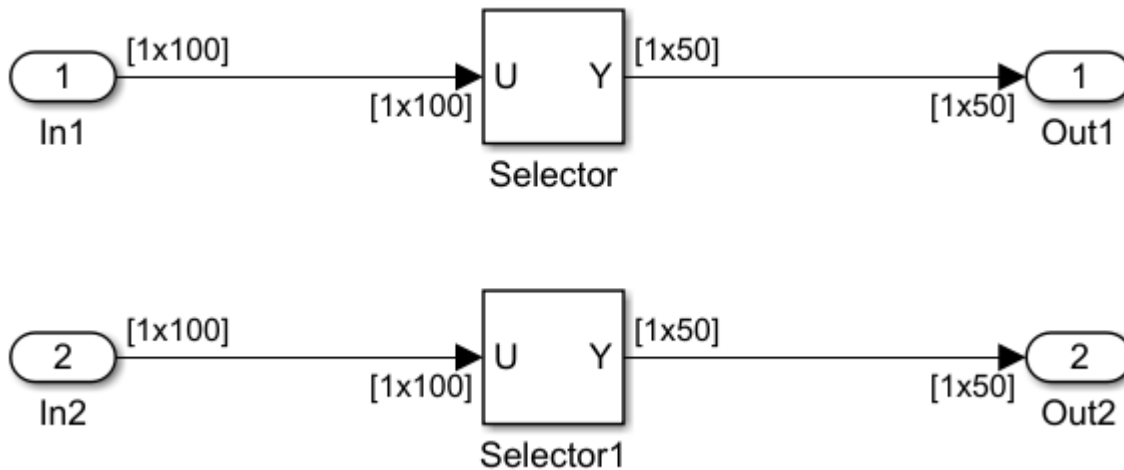 [1x100]
[1x50]
1
U
Y
1
[1x100]
[1x50]
In1
Out1
Selector
[1x100]
[1x50]
2
U
Y
2
[1x100]
[1x50]
In2
Out2
Selector1